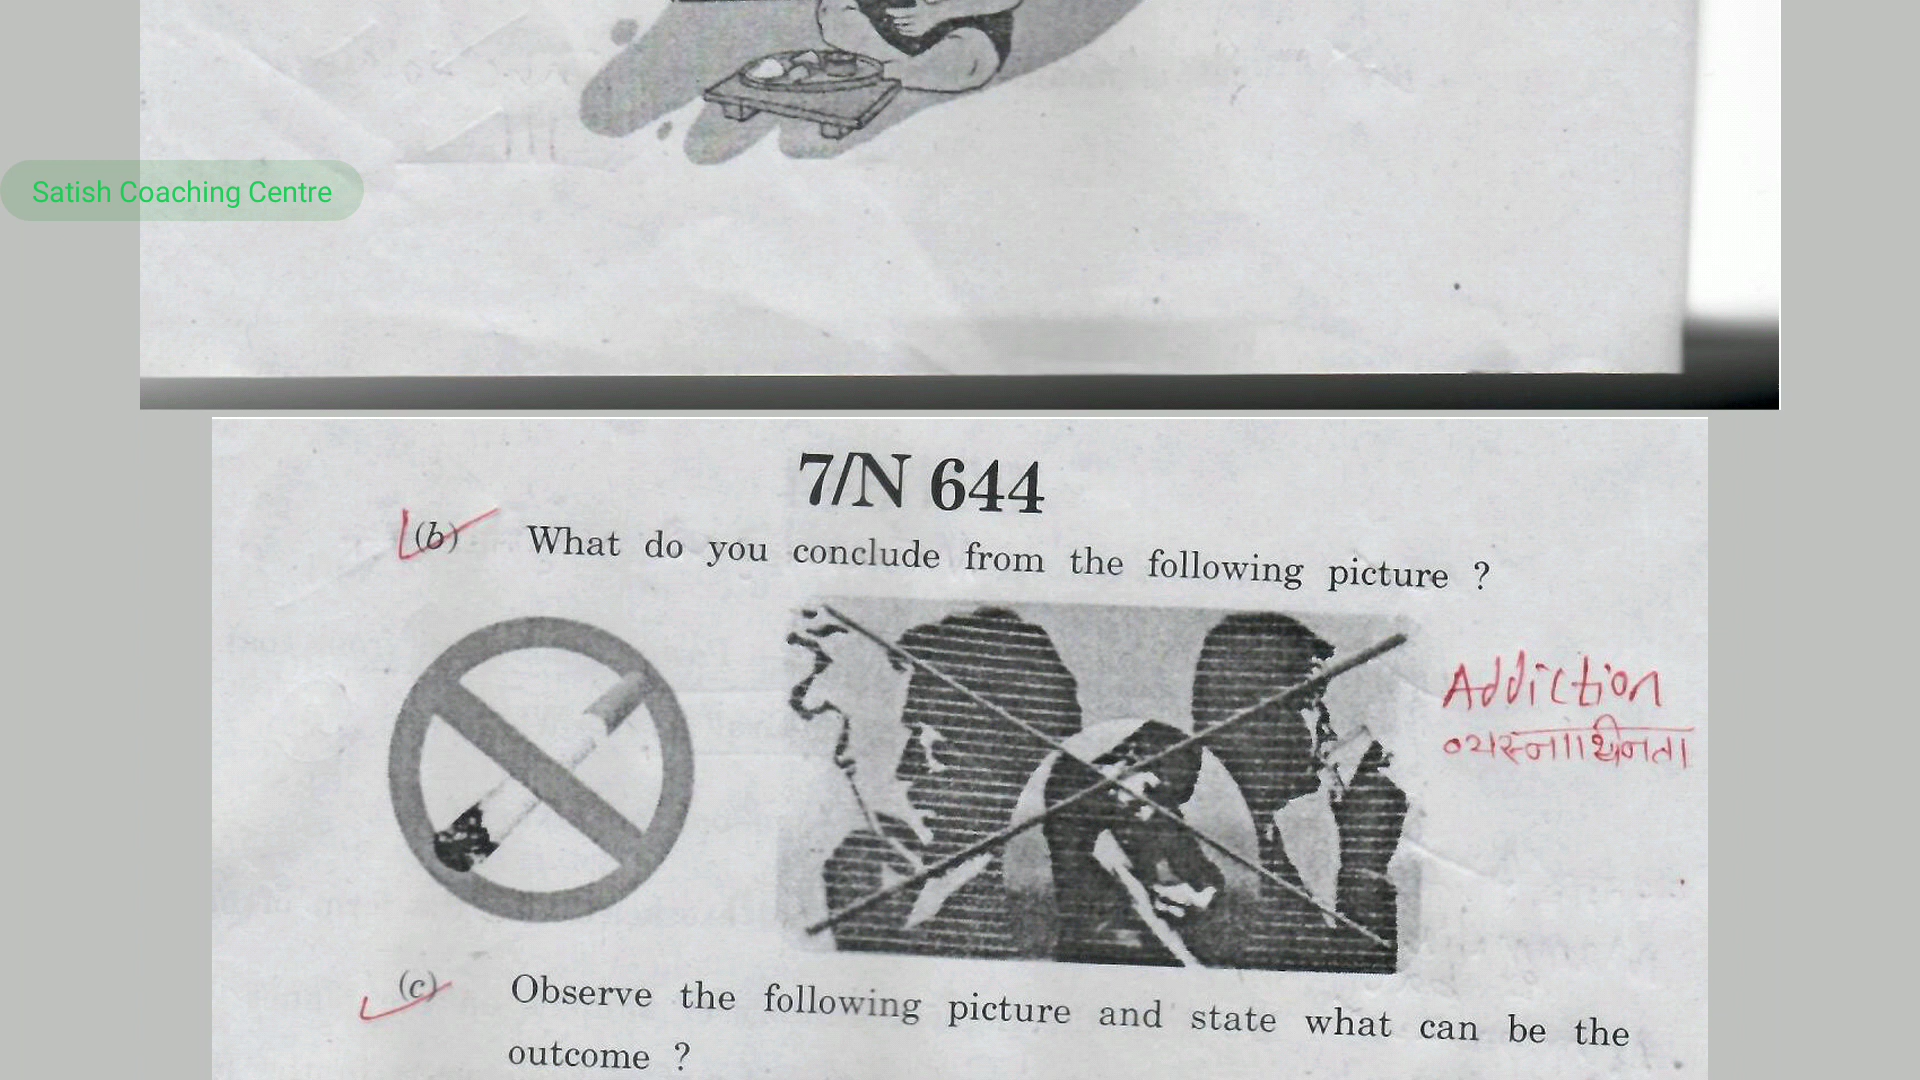 Satish Coaching Centre
7/N 644
(b) What do you conclude from the following picture ?
Addiction
व्यस्नााधीनता
(c) Observe the following picture and state what can be the
outcome ?